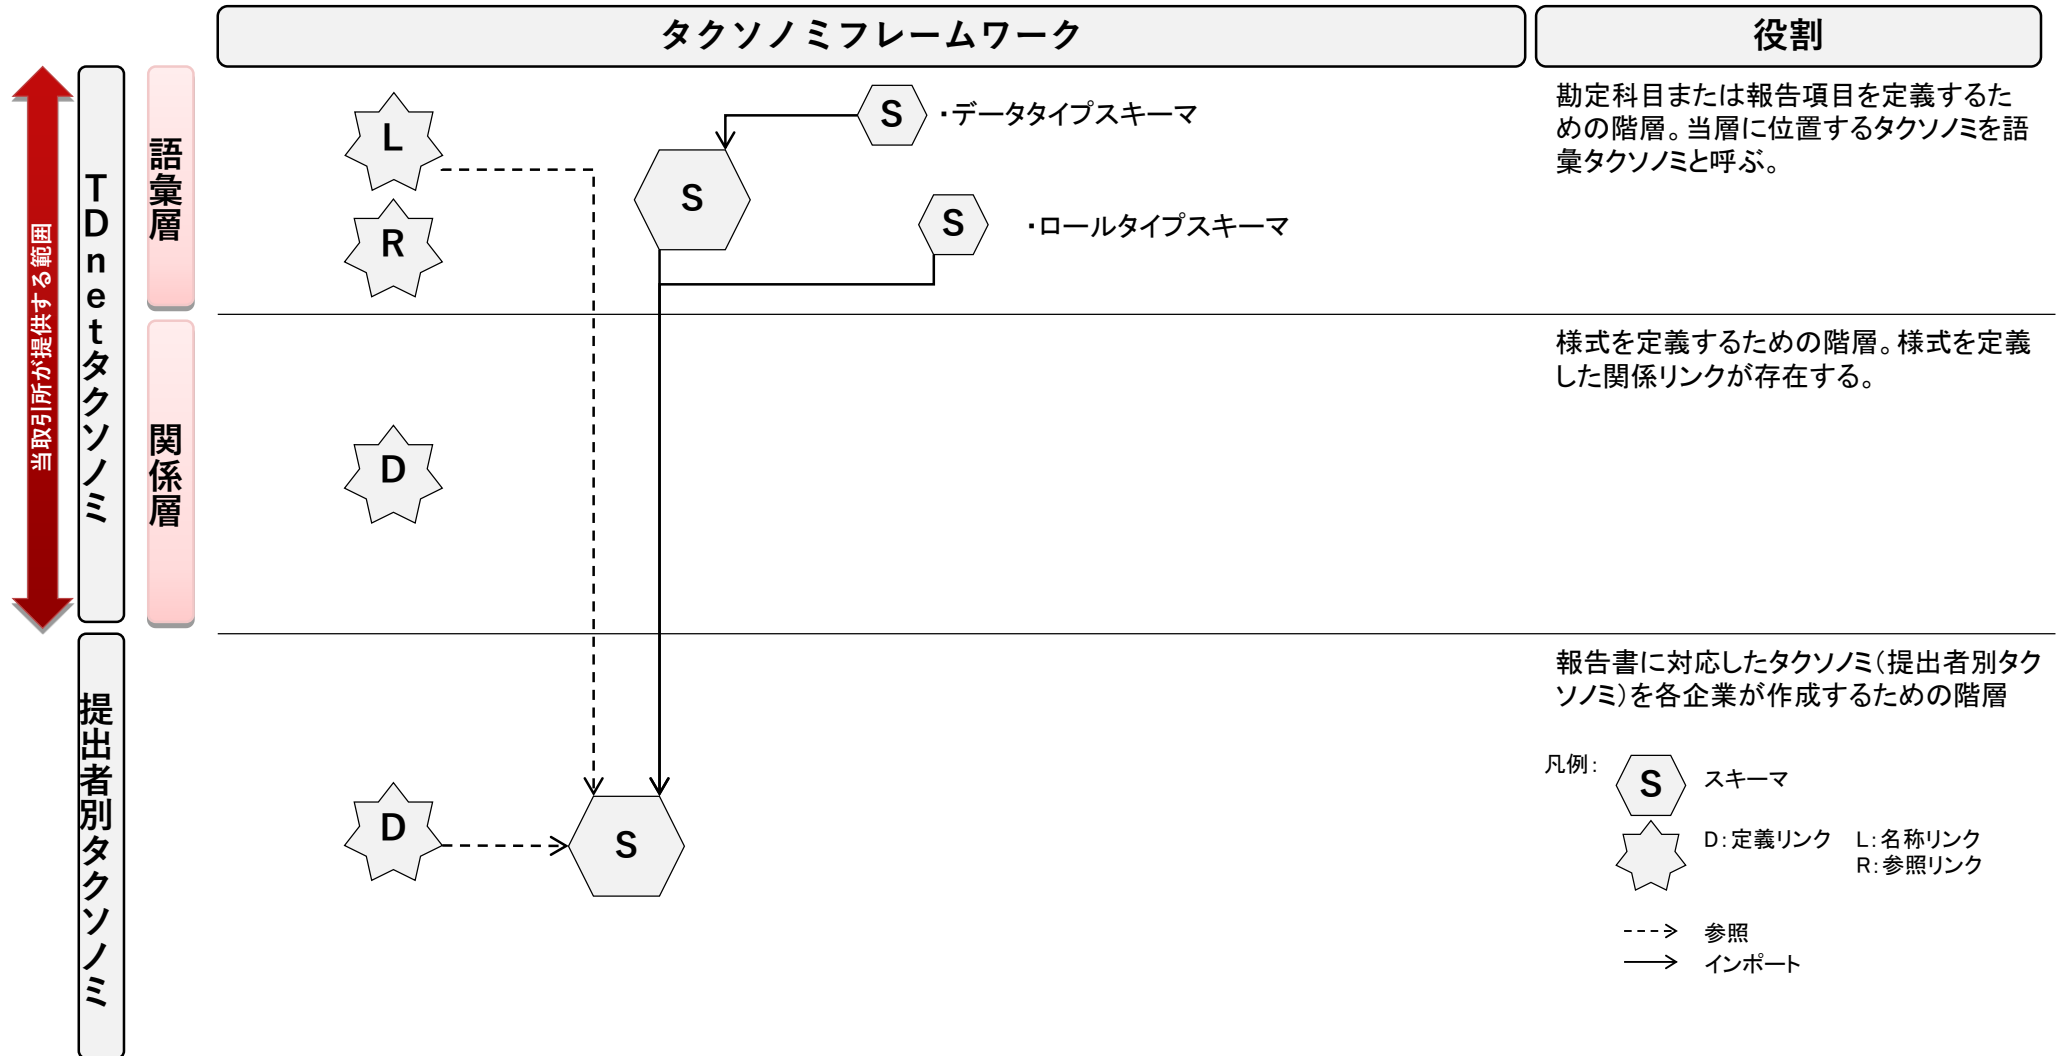 タクソノミフレームワーク
役割
当取引所が提供する範囲
TDnetタクソノミ
語彙層
L
R
S
S
・データタイプスキーマ
S
・ロールタイプスキーマ
勘定科目または報告項目を定義するた
めの階層。当層に位置するタクソノミを語
彙タクソノミと呼ぶ。
関係層
D
様式を定義するための階層。様式を定義
した関係リンクが存在する。
提出者別タクソノミ
D
S
報告書に対応したタクソノミ（提出者別タク
ソノミ）を各企業が作成するための階層
凡例：
S
スキーマ
D：定義リンク
L：名称リンク
R：参照リンク
参照
インポート